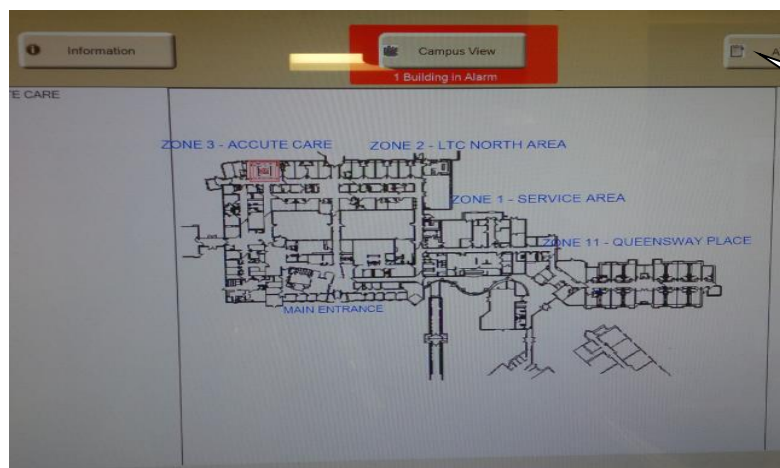 Information
Campus View
A
1 Building in Alarm
TE CARE
ZONE 3 - ACCUTE CARE
ZONE 2 - LTC NORTH AREA
ZONE 1 - SERVICE AREA
ZONE 11 - QUEENSWAY PLACE
MAIN ENTRANCE